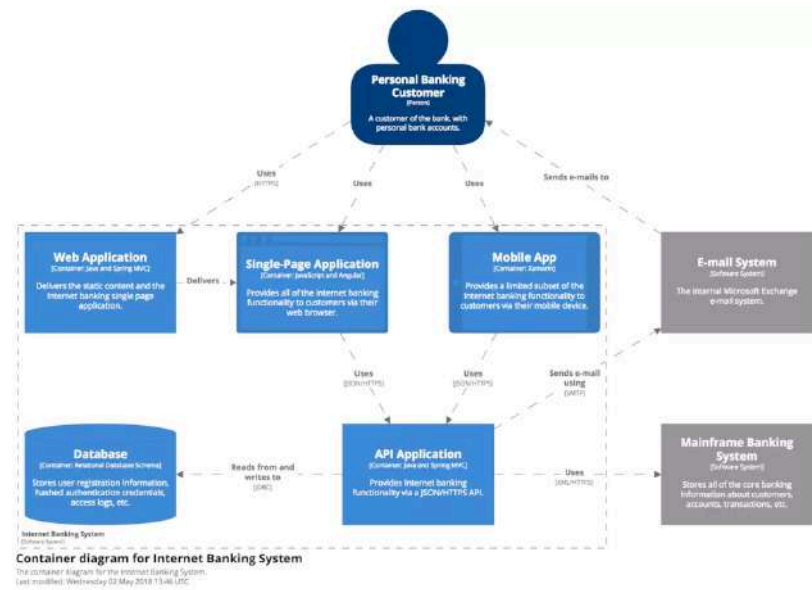 Personal Banking
Customer
[Person]
A customer of the bank, with
personal bank accounts.
Uses
[HTTPS]
Uses
Uses
Sends e-mails to
Web Application
[Container: Java and Spring MVC]
Delivers the static content and the
Internet banking single page
application.
Delivers
Single-Page Application
[Container: JavaScript and Angular]
Provides all of the Internet banking
functionality to customers via their
web browser.
Mobile App
[Container: Xamarin]
Provides a limited subset of the
Internet banking functionality to
customers via their mobile device.
E-mail System
[Software System]
The internal Microsoft Exchange
e-mail system.
Uses
[JSON/HTTPS]
Uses
[JSON/HTTPS]
Sends e-mail
using
[SMTP]
Database
[Container: Relational Database Schema]
Stores user registration information,
hashed authentication credentials,
access logs, etc.
Reads from and
writes to
[JDBC]
API Application
[Container: Java and Spring MVC]
Provides Internet banking
functionality via a JSON/HTTPS API.
Uses
[XML/HTTPS]
Mainframe Banking
System
[Software System]
Stores all of the core banking
information about customers,
accounts, transactions, etc.
Internet Banking System
[Software System]
Container diagram for Internet Banking System
The container diagram for the Internet Banking System.
Last modified: Wednesday 02 May 2018 13:46 UTC